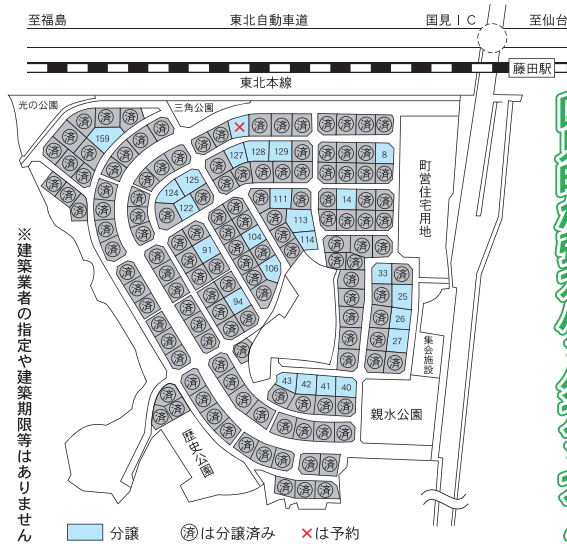 至福島
東北自動車道
国見IC
至仙台
藤田駅
東北本線
光の公園
三角公園
町営住宅用地
159
済
×
127
128
129
8
125
124
122
111
14
113
114
104
91
106
94
33
25
26
27
集会施設
43
42
41
40
親水公園
歴史公園
※建築業者の指定や建築期限等はありません
分譲
済は分譲済み
×は予約